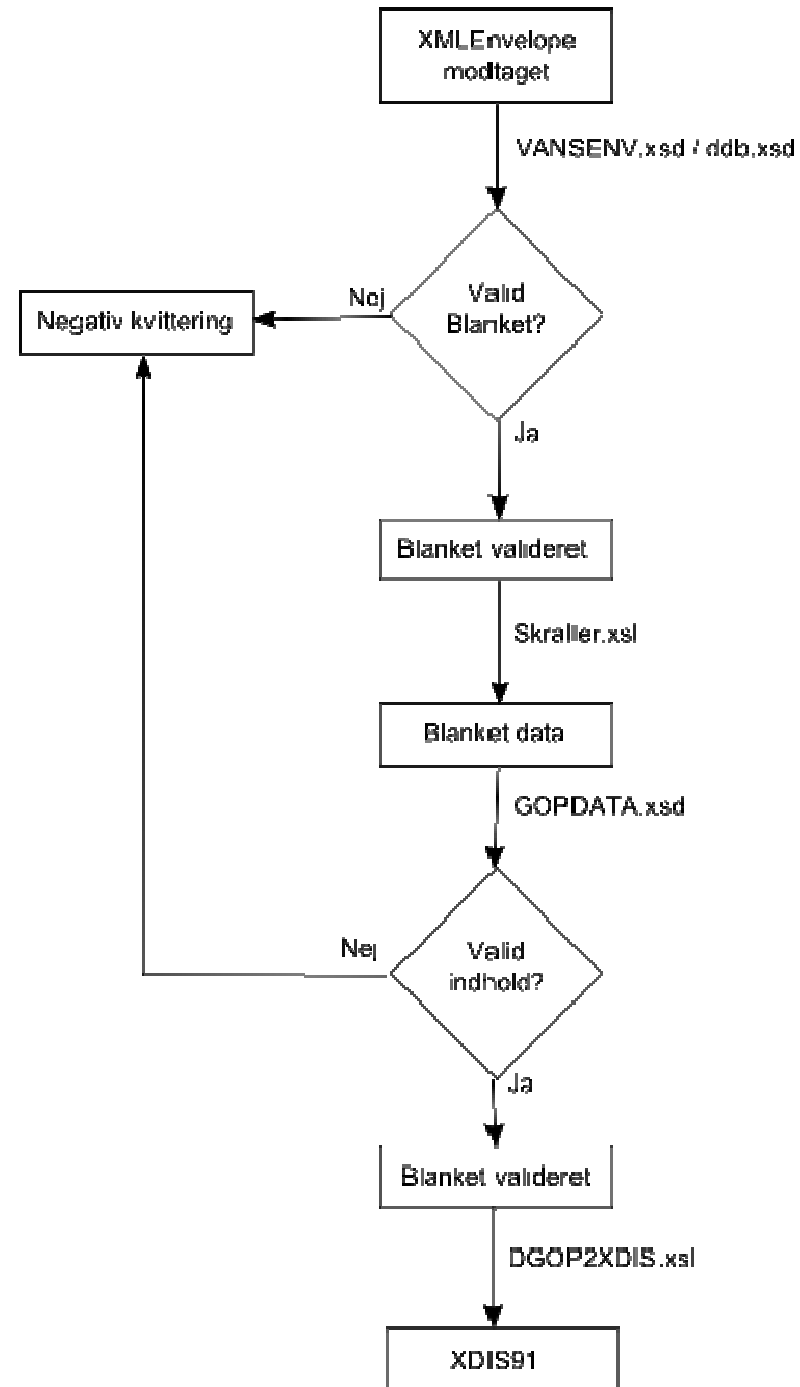 XMLEnvelope
modtaget
VANSENV.xsd / ddb.xsd
Valid
Blanket?
Nej
Negativ kvittering
Ja
Blanket valideret
Skraller.xsl
Blanket data
GOPDATA.xsd
Valid
indhold?
Nej
Ja
Blanket valideret
DGOP2XDIS.xsl
XDIS91